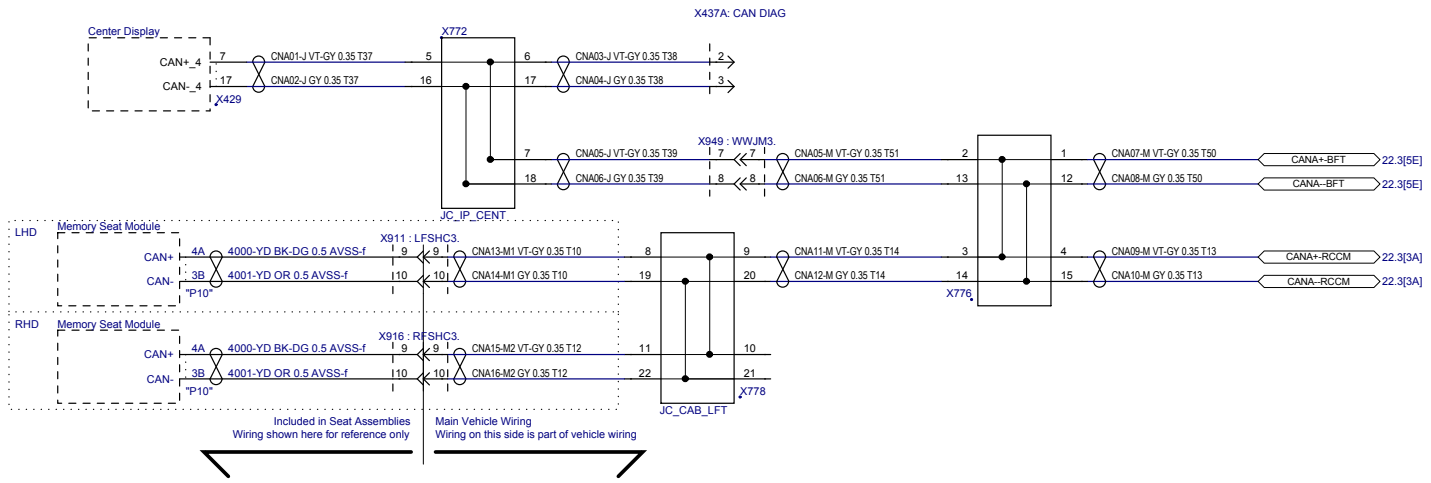 X437A: CAN DIAG
Center Display
X772
CAN+_4 7 CNA01-J VT-GY 0.35 T37 5 6 CNA03-J VT-GY 0.35 T38 2
CAN-_4 17 CNA02-J GY 0.35 T37 16 17 CNA04-J GY 0.35 T38 3
X429
X949 : WWJM3.
7 CNA05-J VT-GY 0.35 T39 7 7 CNA05-M VT-GY 0.35 T51 2 1 CNA07-M VT-GY 0.35 T50 CANA+-BFT 22.3[5E]
18 CNA06-J GY 0.35 T39 8 8 CNA06-M GY 0.35 T51 13 12 CNA08-M GY 0.35 T50 CANA--BFT 22.3[5E]
JC_IP_CENT
LHD Memory Seat Module
X911 : LFSHC3.
CAN+ 4A 4000-YD BK-DG 0.5 AVSS-f 9 9 CNA13-M1 VT-GY 0.35 T10 8 9 CNA11-M VT-GY 0.35 T14 3 4 CNA09-M VT-GY 0.35 T13 CANA+-RCCM 22.3[3A]
CAN- 3B 4001-YD OR 0.5 AVSS-f 10 10 CNA14-M1 GY 0.35 T10 19 20 CNA12-M GY 0.35 T14 14 15 CNA10-M GY 0.35 T13 CANA--RCCM 22.3[3A]
"P10"
X776
RHD Memory Seat Module
X916 : RFSHC3.
CAN+ 4A 4000-YD BK-DG 0.5 AVSS-f 9 9 CNA15-M2 VT-GY 0.35 T12 11 10
CAN- 3B 4001-YD OR 0.5 AVSS-f 10 10 CNA16-M2 GY 0.35 T12 22 21
"P10"
X778
JC_CAB_LFT
Included in Seat Assemblies
Wiring shown here for reference only
Main Vehicle Wiring
Wiring on this side is part of vehicle wiring